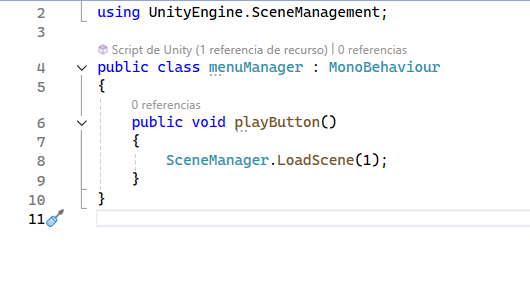 2 using UnityEngine.SceneManagement;
3
Script de Unity (1 referencia de recurso) | 0 referencias
4 public class menuManager : MonoBehaviour
5 {
0 referencias
6 public void playButton()
7 {
8 SceneManager.LoadScene(1);
9 }
10 }
11